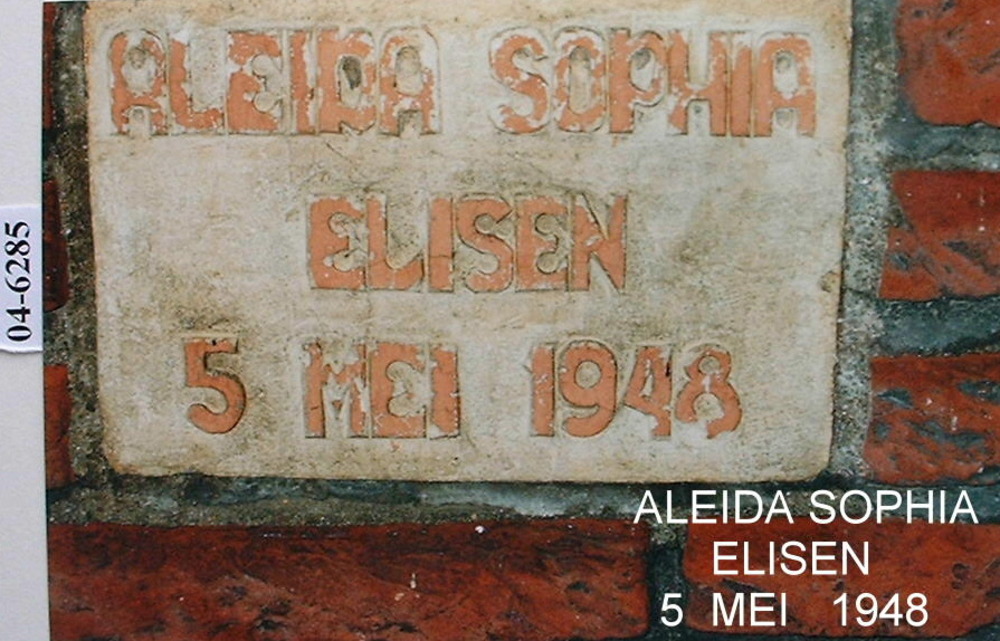 ALEIDA SOPHIA
ELISEN
5 MEI 1948
04-6285
ALEIDA SOPHIA
ELISEN
5 MEI 1948